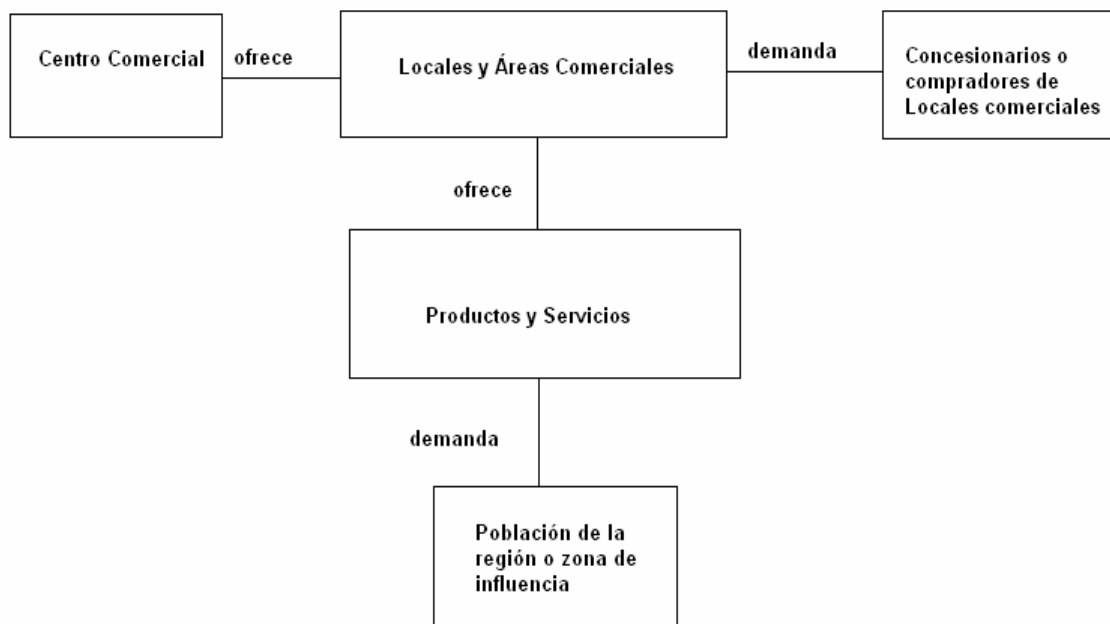 Centro Comercial
ofrece
Locales y Áreas Comerciales
demanda
Concesionarios o
compradores de
Locales comerciales
ofrece
Productos y Servicios
demanda
Población de la
región o zona de
influencia